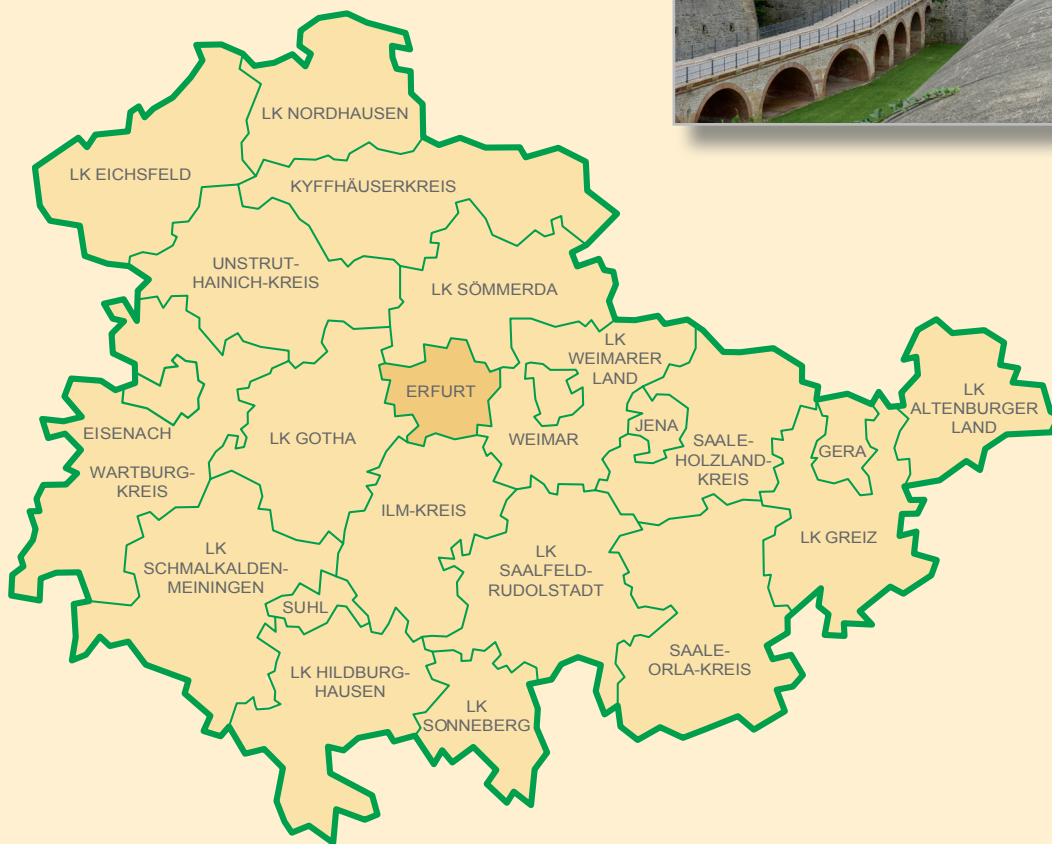 LK NORDHAUSEN
LK EICHSFELD
KYFFHÄUSERKREIS
UNSTRUT-
HAINICH-KREIS
LK SÖMMERDA
LK
WEIMARER
LAND
ERFURT
LK
ALTENBURGER
LAND
EISENACH
LK GOTHA
WEIMAR
JENA
SAALE-
HOLZLAND-
KREIS
GERA
WARTBURG-
KREIS
ILM-KREIS
LK GREIZ
LK
SCHMALKALDEN-
MEININGEN
LK
SAALFELD-
RUDOLSTADT
SUHL
SAALE-
ORLA-KREIS
LK HILDBURG-
HAUSEN
LK
SONNEBERG